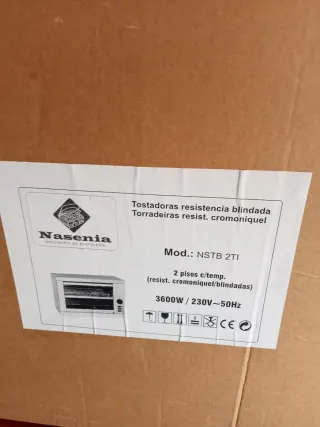 Nasenia
Tostadoras resistencia blindada
Torradeiras resist. cromoniquel
Mod.: NSTB 2TI
2 pisos c/temp.
(resist. cromoniquel/blindadas)
3600W / 230V~50Hz
CE